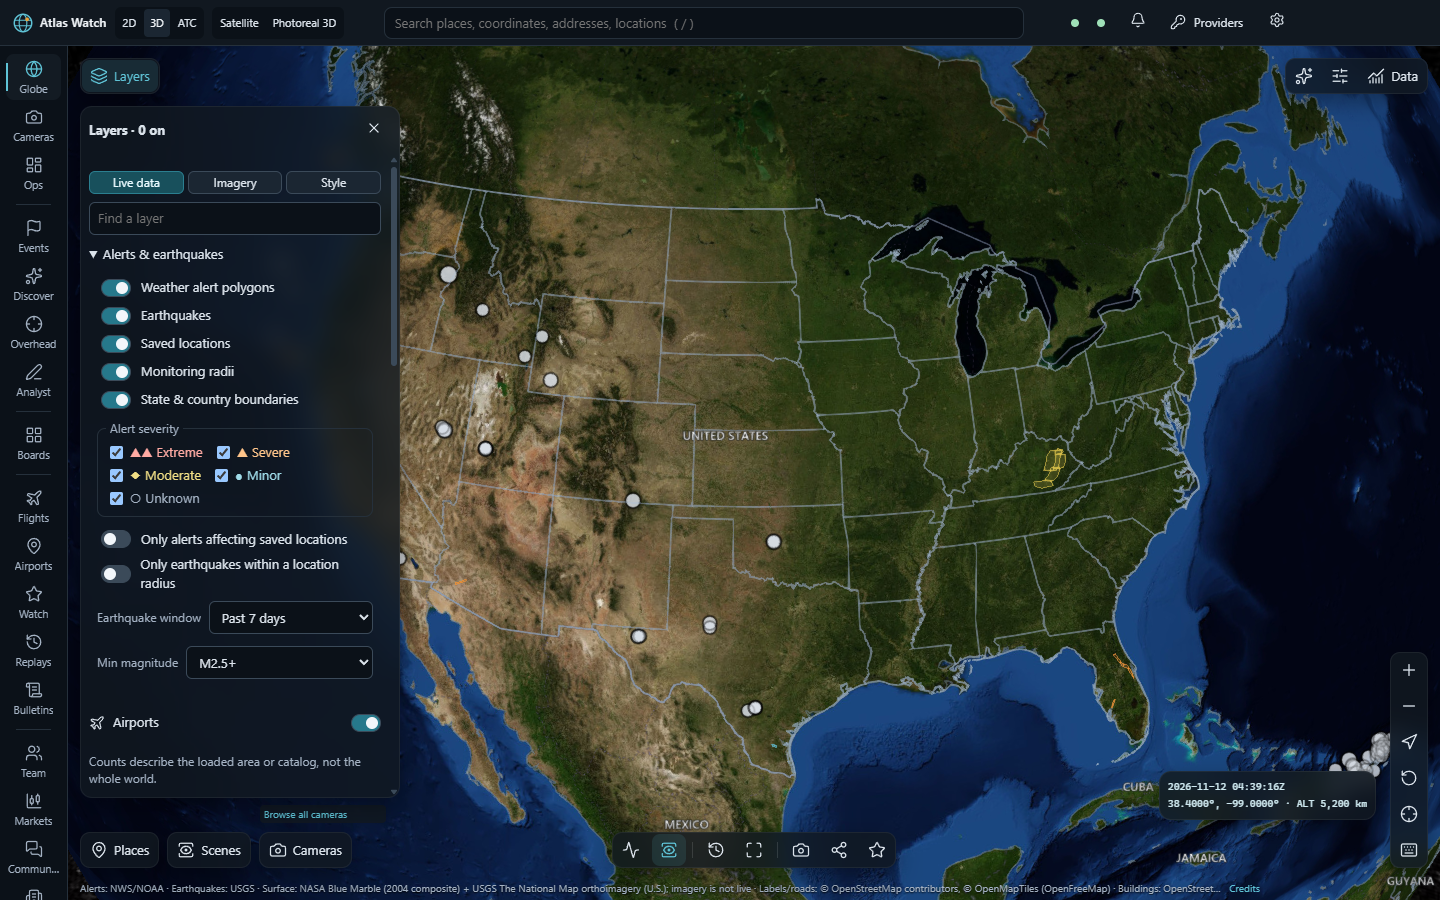 Atlas Watch
2D 3D ATC
Satellite Photoreal 3D
Search places, coordinates, addresses, locations ( / )
Providers
Globe
Cameras
Ops
Events
Discover
Overhead
Analyst
Boards
Flights
Airports
Watch
Replays
Bulletins
Team
Markets
Commun...
Layers
Layers · 0 on
Live data Imagery Style
Find a layer
▼ Alerts & earthquakes
Weather alert polygons
Earthquakes
Saved locations
Monitoring radii
State & country boundaries
Alert severity
Extreme Severe
Moderate Minor
Unknown
Only alerts affecting saved locations
Only earthquakes within a location
radius
Earthquake window Past 7 days
Min magnitude M2.5+
Airports
Counts describe the loaded area or catalog, not the
whole world.
Browse all cameras
Places Scenes Cameras
Data
UNITED STATES
MEXICO
CUBA
JAMAICA
GUYANA
2026-11-12 04:39:16Z
38.4000°, −99.0000° · ALT 5,200 km
Alerts: NWS/NOAA · Earthquakes: USGS · Surface: NASA Blue Marble (2004 composite) + USGS The National Map orthoimagery (U.S.); imagery is not live · Labels/roads: © OpenStreetMap contributors, © OpenMapTiles (OpenFreeMap) · Buildings: OpenStreet... Credits